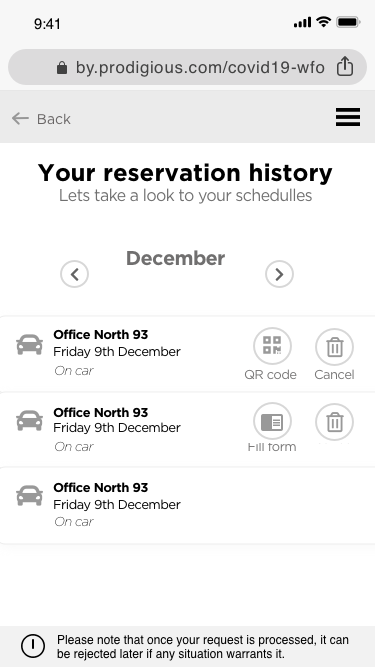 9:41
by.prodigious.com/covid19-wfo
Back
Your reservation history
Lets take a look to your schedulles
December
Office North 93
Friday 9th December
On car
QR code
Cancel
Office North 93
Friday 9th December
On car
Fill form
Office North 93
Friday 9th December
On car
Please note that once your request is processed, it can
be rejected later if any situation warrants it.